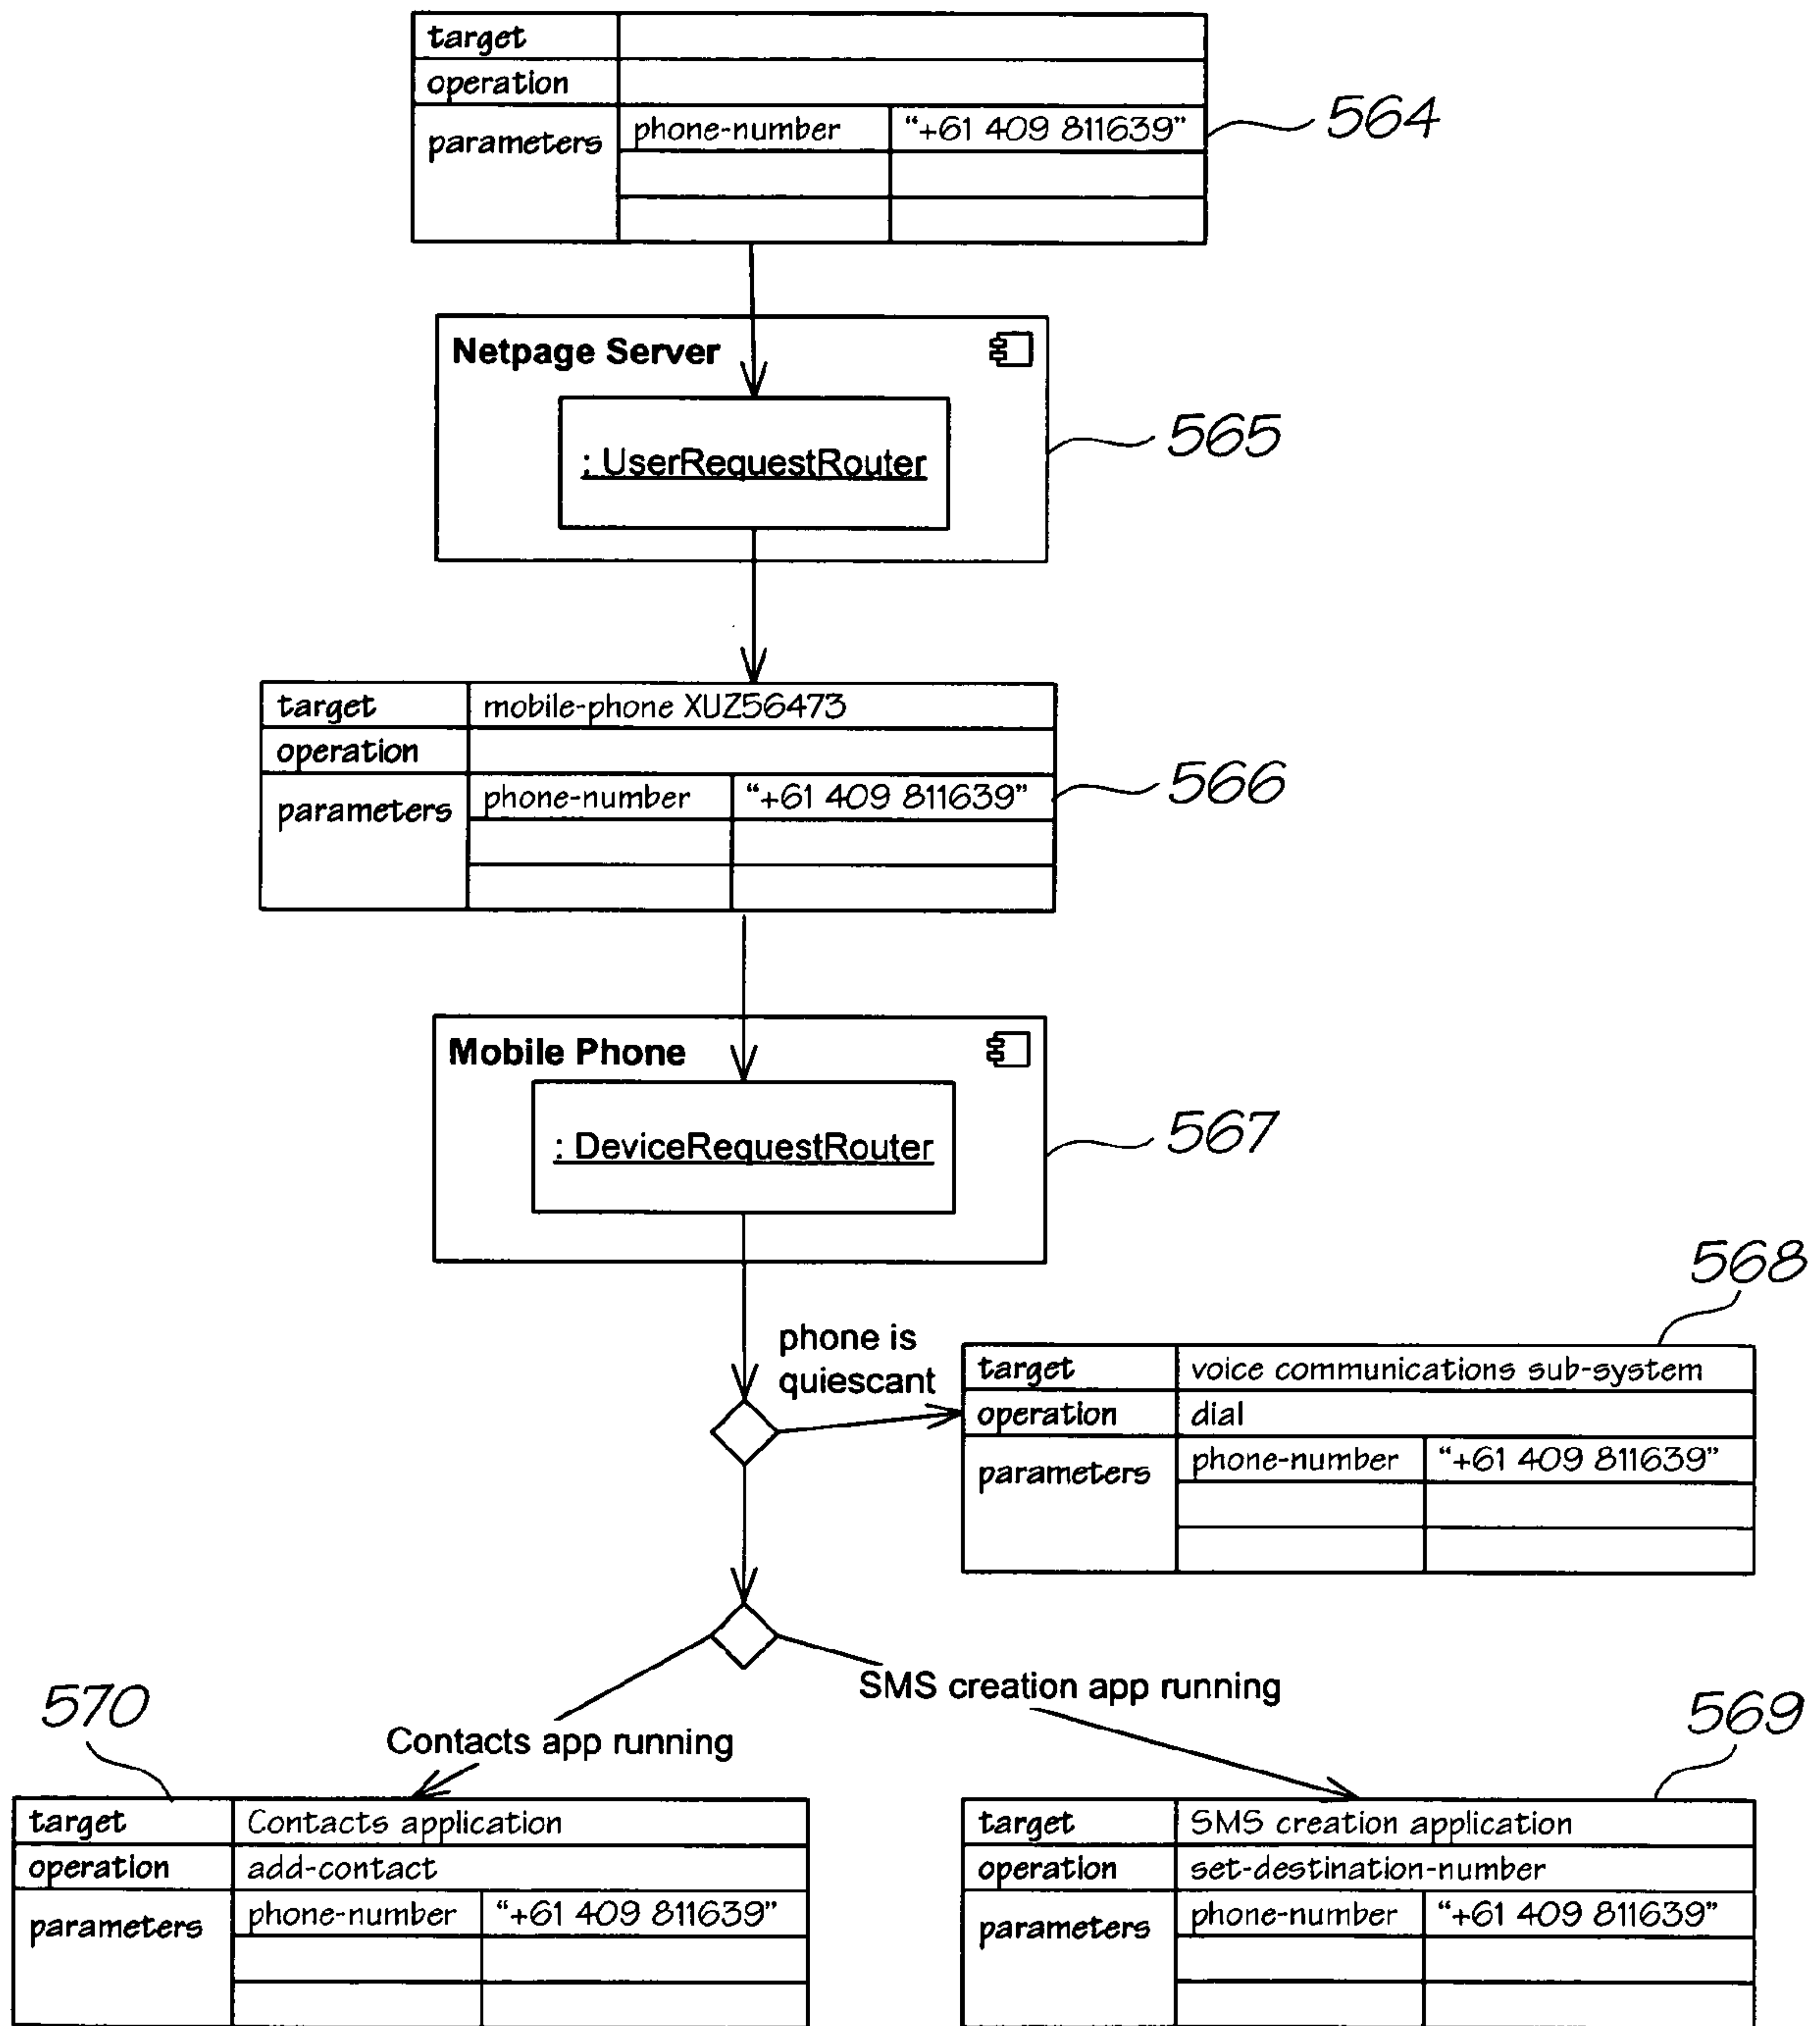 target
operation
parameters phone-number "+61 409 811639"
564
Netpage Server
: UserRequestRouter
565
target mobile-phone XUZ56473
operation
parameters phone-number "+61 409 811639"
566
Mobile Phone
: DeviceRequestRouter
567
phone is
quiescant
568
target voice communications sub-system
operation dial
parameters phone-number "+61 409 811639"
SMS creation app running
Contacts app running
570
target Contacts application
operation add-contact
parameters phone-number "+61 409 811639"
569
target SMS creation application
operation set-destination-number
parameters phone-number "+61 409 811639"